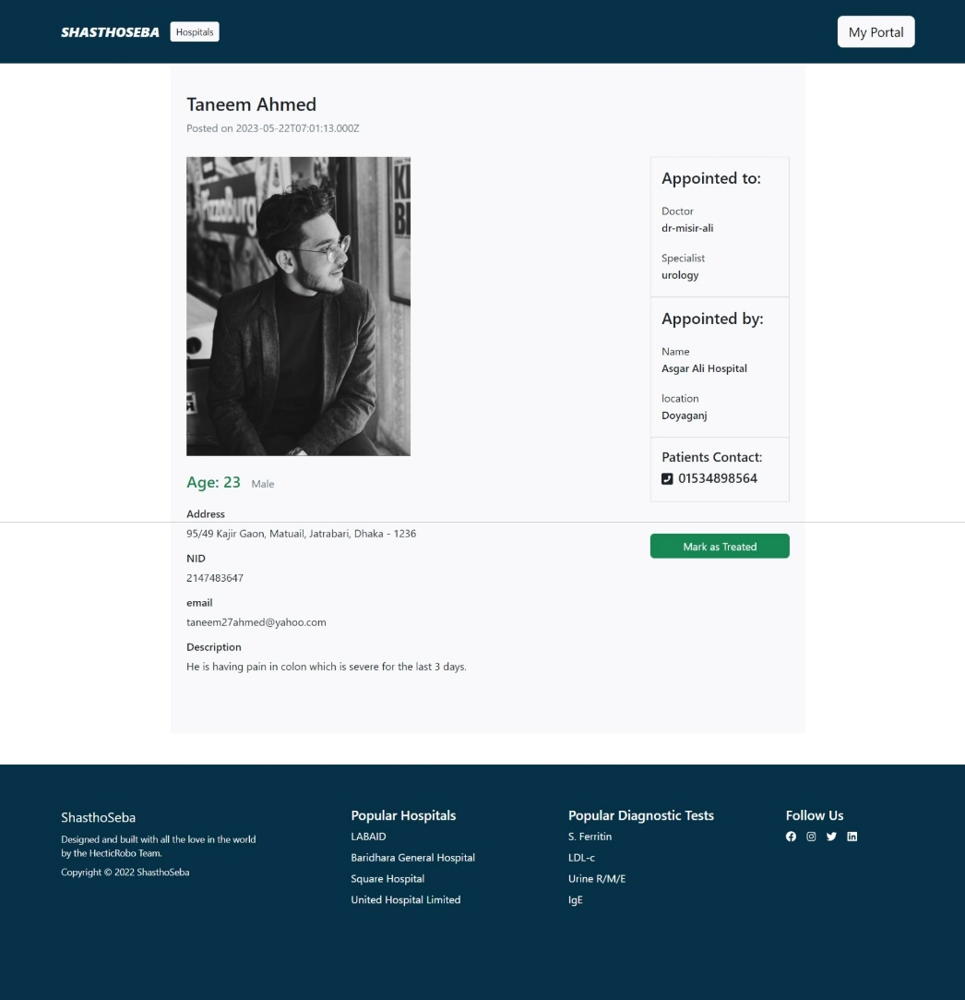 SHASTHOSEBA
Hospitals
My Portal
Taneem Ahmed
Posted on 2023-05-22T07:01:13.000Z
PizzaBurg
Age: 23 Male
Address
95/49 Kajir Gaon, Matuail, Jatrabari, Dhaka - 1236
NID
2147483647
email
taneem27ahmed@yahoo.com
Description
He is having pain in colon which is severe for the last 3 days.
Appointed to:
Doctor
dr-misir-ali
Specialist
urology
Appointed by:
Name
Asgar Ali Hospital
location
Doyaganj
Patients Contact:
01534898564
Mark as Treated
ShasthoSeba
Designed and built with all the love in the world
by the HecticRobo Team.
Copyright © 2022 ShasthoSeba
Popular Hospitals
LABAID
Baridhara General Hospital
Square Hospital
United Hospital Limited
Popular Diagnostic Tests
S. Ferritin
LDL-c
Urine R/M/E
IgE
Follow Us